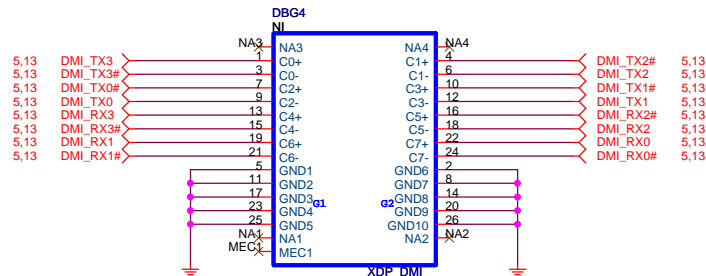 DBG4
NI
NA3 NA3 NA4 NA4
5,13 DMI_TX3 1 C0+ C1+ 4 DMI_TX2# 5,13
5,13 DMI_TX3# 3 C0- C1- 6 DMI_TX2 5,13
5,13 DMI_TX0# 7 C2+ C3+ 10 DMI_TX1# 5,13
5,13 DMI_TX0 9 C2- C3- 12 DMI_TX1 5,13
5,13 DMI_RX3 13 C4+ C5+ 16 DMI_RX2# 5,13
5,13 DMI_RX3# 15 C4- C5- 18 DMI_RX2 5,13
5,13 DMI_RX1 19 C6+ C7+ 22 DMI_RX0 5,13
5,13 DMI_RX1# 21 C6- C7- 24 DMI_RX0# 5,13
5 GND1 GND6 2
11 GND2 GND7 8
17 GND3 G1 G2 GND8 14
23 GND4 GND9 20
25 GND5 GND10 26
NA1 NA1 NA2 NA2
MEC1 MEC1
XDP_DMI